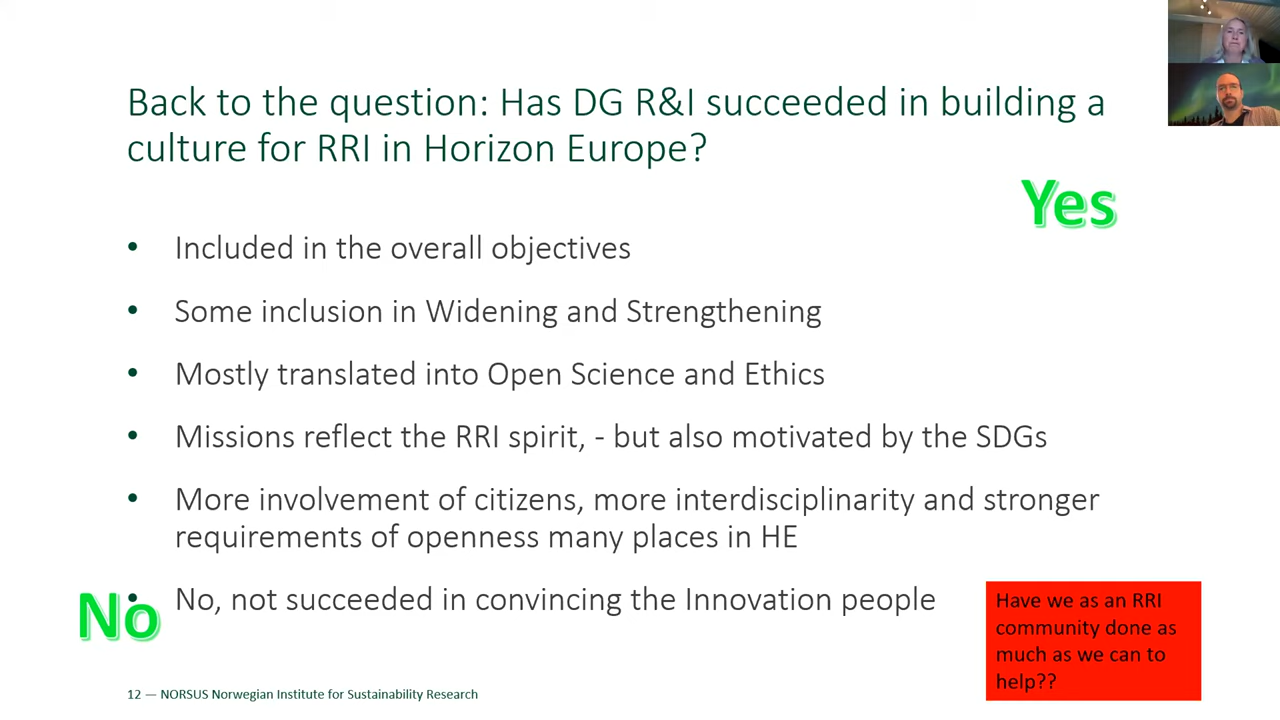 Back to the question: Has DG R&I succeeded in building a
culture for RRI in Horizon Europe?
Yes
• Included in the overall objectives
• Some inclusion in Widening and Strengthening
• Mostly translated into Open Science and Ethics
• Missions reflect the RRI spirit, - but also motivated by the SDGs
• More involvement of citizens, more interdisciplinarity and stronger
requirements of openness many places in HE
No
• No, not succeeded in convincing the Innovation people
Have we as an RRI
community done as
much as we can to
help??
12 — NORSUS Norwegian Institute for Sustainability Research